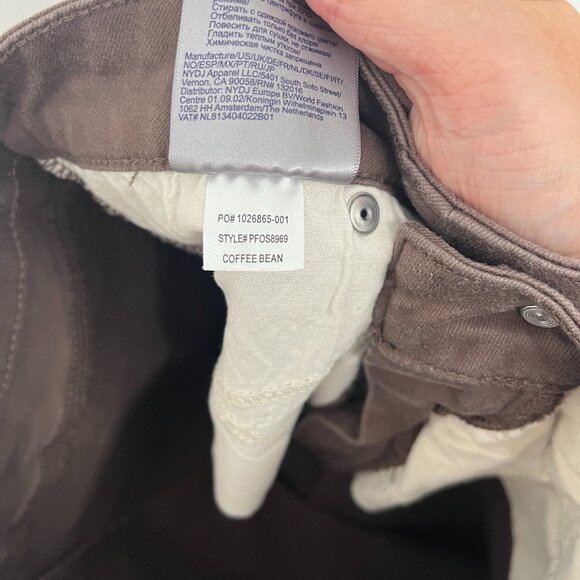 Стирать с одеждой похожего цвета/
Отбеливать только без хлора/
Повесить для сушки, не отжимая/
Гладить теплым утюгом/
Химическая чистка запрещена
Manufacture/US/UK/DE/FR/NL/DK/SE/FI/IT/
NO/ESP/MX/PT/RU/JP
NYDJ Apparel LLC/5401 South Soto Street/
Vernon, CA 90058/RN# 132016
Distributor: NYDJ Europe BV/World Fashion
Centre 01.09.02/Koningin Wilhelminaplein 13
1062 HH Amsterdam/The Netherlands
VAT# NL813404022B01
PO# 1026865-001
STYLE# PFOS8969
COFFEE BEAN